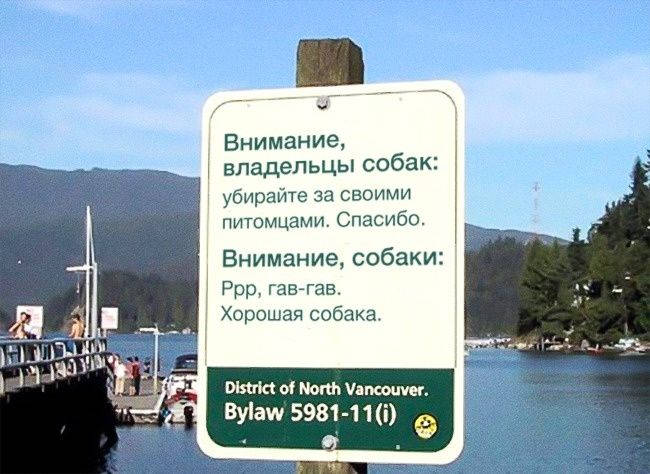 Внимание,
владельцы собак:
убирайте за своими
питомцами. Спасибо.
Внимание, собаки:
Ррр, гав-гав.
Хорошая собака.
District of North Vancouver.
Bylaw 5981-11(i)